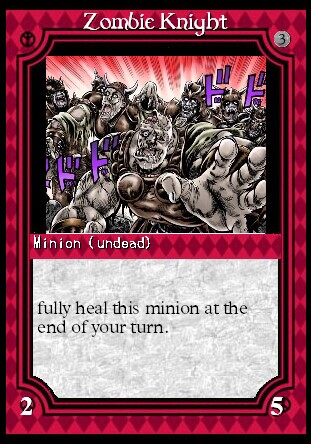 Zombie Knight
3
ドド
ドド
Minion {undead}
fully heal this minion at the
end of your turn.
2
5